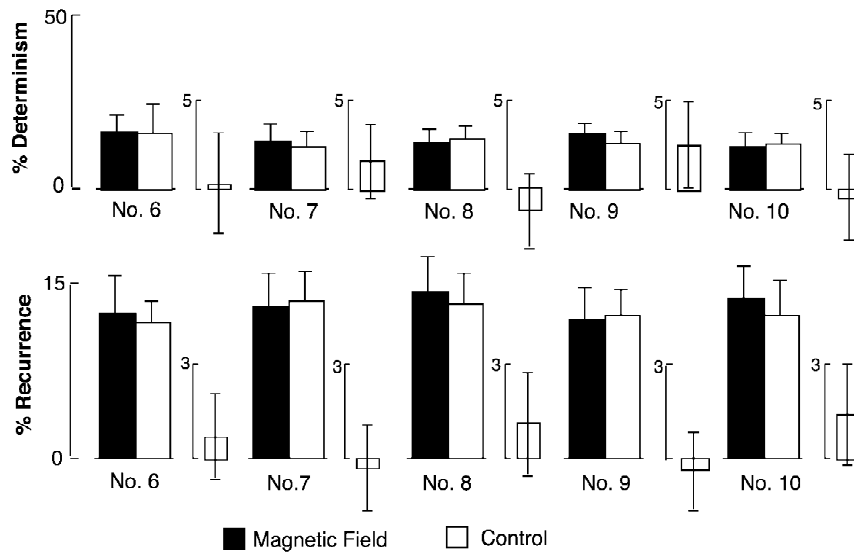 50
% Determinism
5
5
5
5
5
0
No. 6
No. 7
No. 8
No. 9
No. 10
15
% Recurrence
3
3
3
3
3
0
No. 6
No.7
No. 8
No. 9
No. 10
Magnetic Field
Control